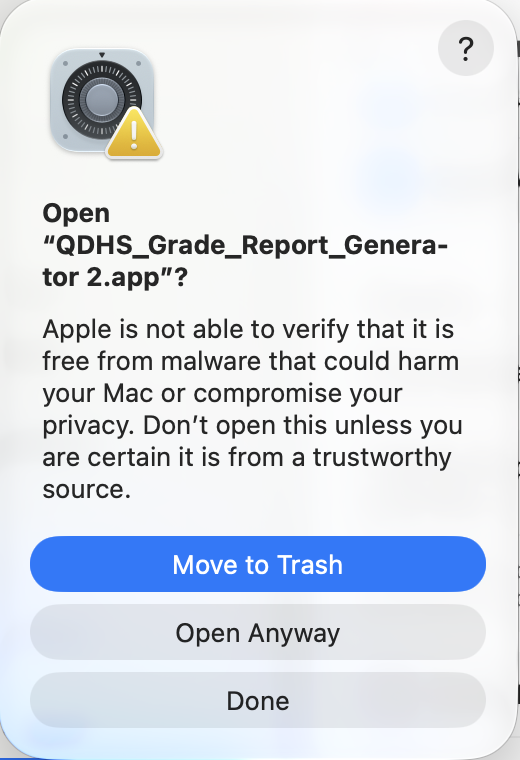 ?
Open
“QDHS_Grade_Report_Genera-
tor 2.app”?
Apple is not able to verify that it is
free from malware that could harm
your Mac or compromise your
privacy. Don’t open this unless you
are certain it is from a trustworthy
source.
Move to Trash
Open Anyway
Done